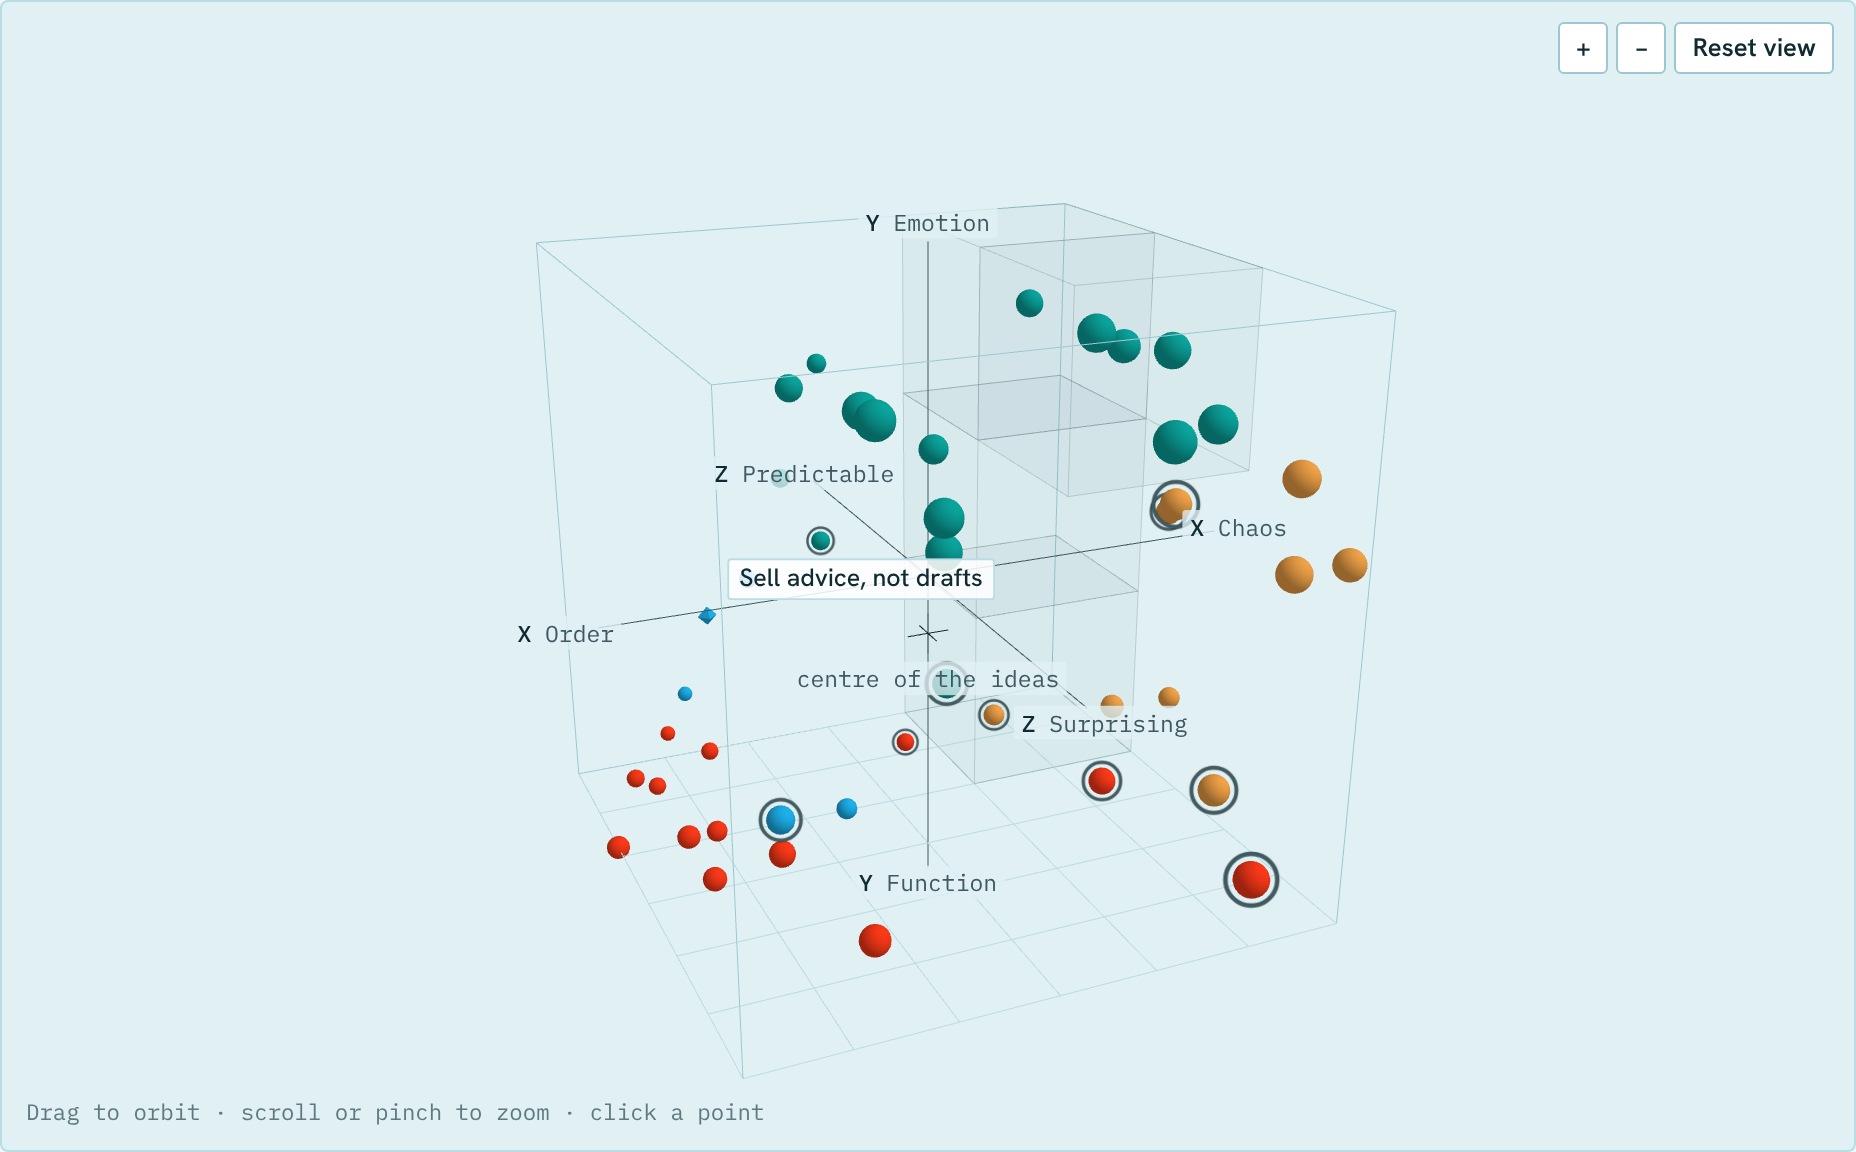 +
-
Reset view
Y Emotion
Z Predictable
X Chaos
Sell advice, not drafts
X Order
centre of the ideas
Z Surprising
Y Function
Drag to orbit · scroll or pinch to zoom · click a point